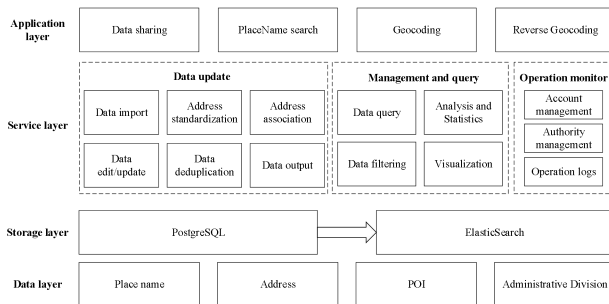 Application
layer
Data sharing
PlaceName search
Geocoding
Reverse Geocoding
Service layer
Data update
Data import
Address
standardization
Address
association
Data
edit/update
Data
deduplication
Data output
Management and query
Data query
Analysis and
Statistics
Data filtering
Visualization
Operation monitor
Account
management
Authority
management
Operation logs
Storage layer
PostgreSQL
ElasticSearch
Data layer
Place name
Address
POI
Administrative Division